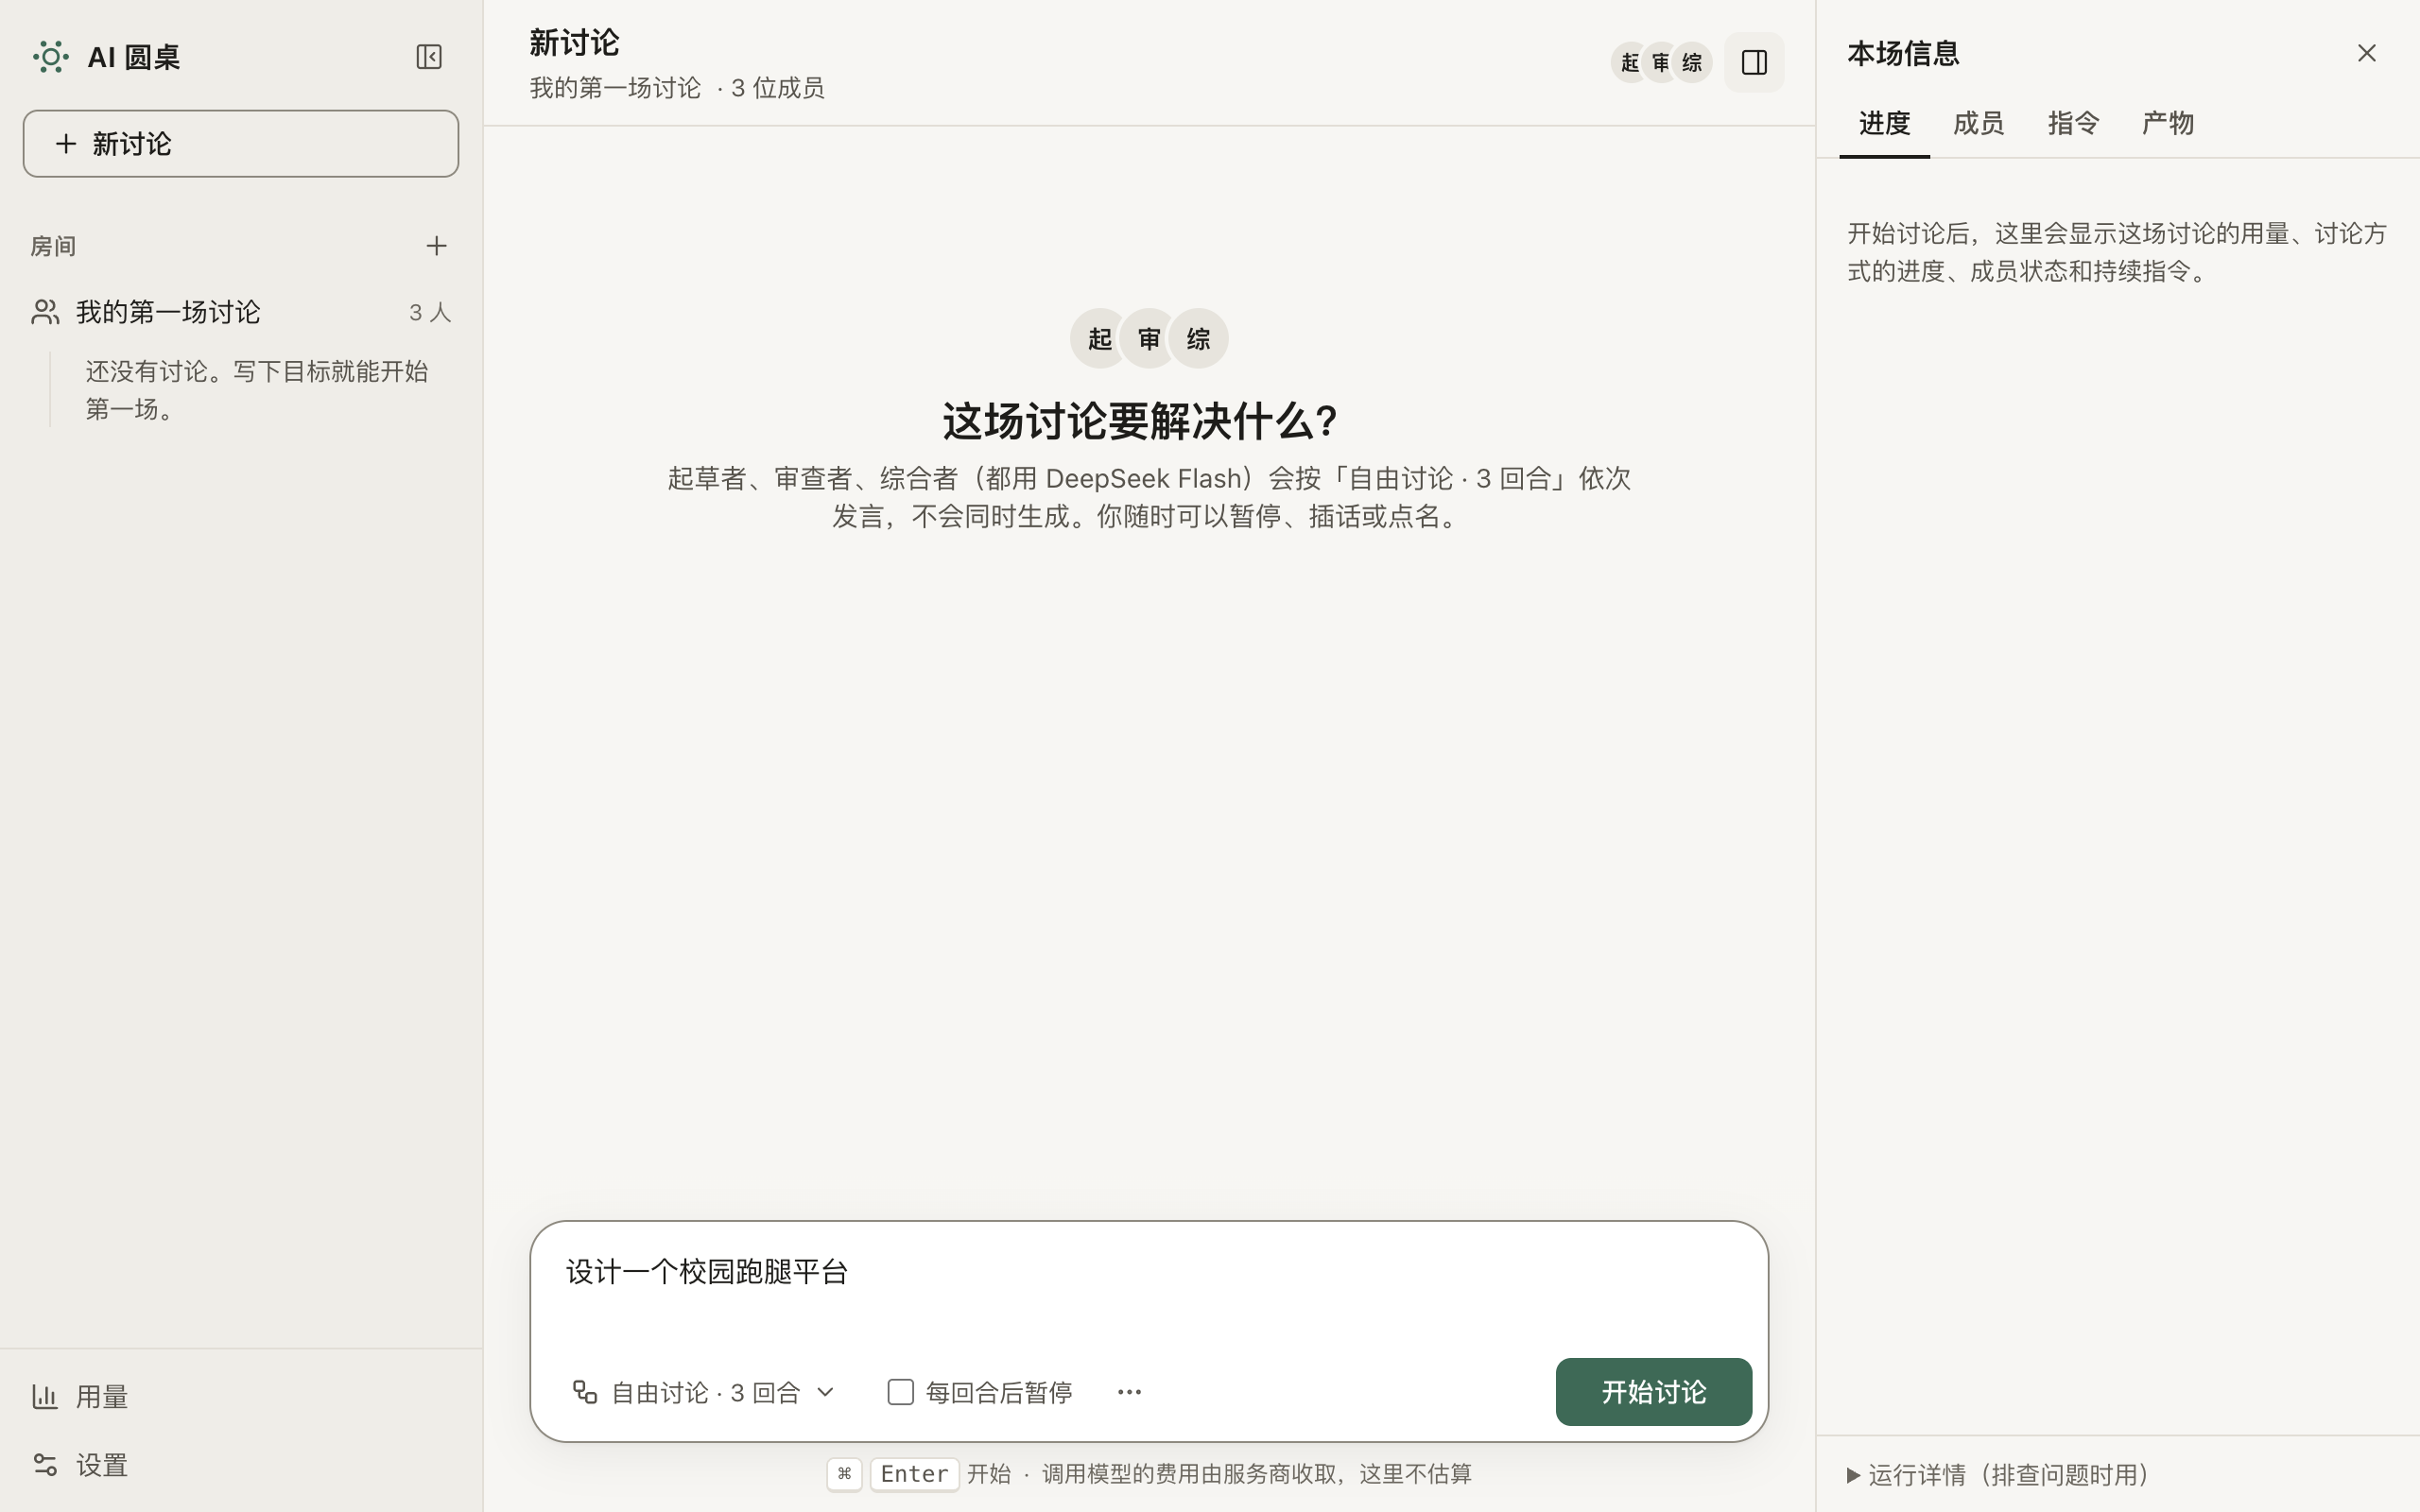 AI 圆桌
新讨论
房间
我的第一场讨论
3 人
还没有讨论。写下目标就能开始
第一场。
用量
设置
新讨论
我的第一场讨论 · 3 位成员
起 审 综
起 审 综
这场讨论要解决什么?
起草者、审查者、综合者（都用 DeepSeek Flash）会按「自由讨论 · 3 回合」依次
发言，不会同时生成。你随时可以暂停、插话或点名。
设计一个校园跑腿平台
自由讨论 · 3 回合
每回合后暂停
开始讨论
⌘ Enter 开始 · 调用模型的费用由服务商收取，这里不估算
本场信息
进度 成员 指令 产物
开始讨论后，这里会显示这场讨论的用量、讨论方
式的进度、成员状态和持续指令。
运行详情（排查问题时用）